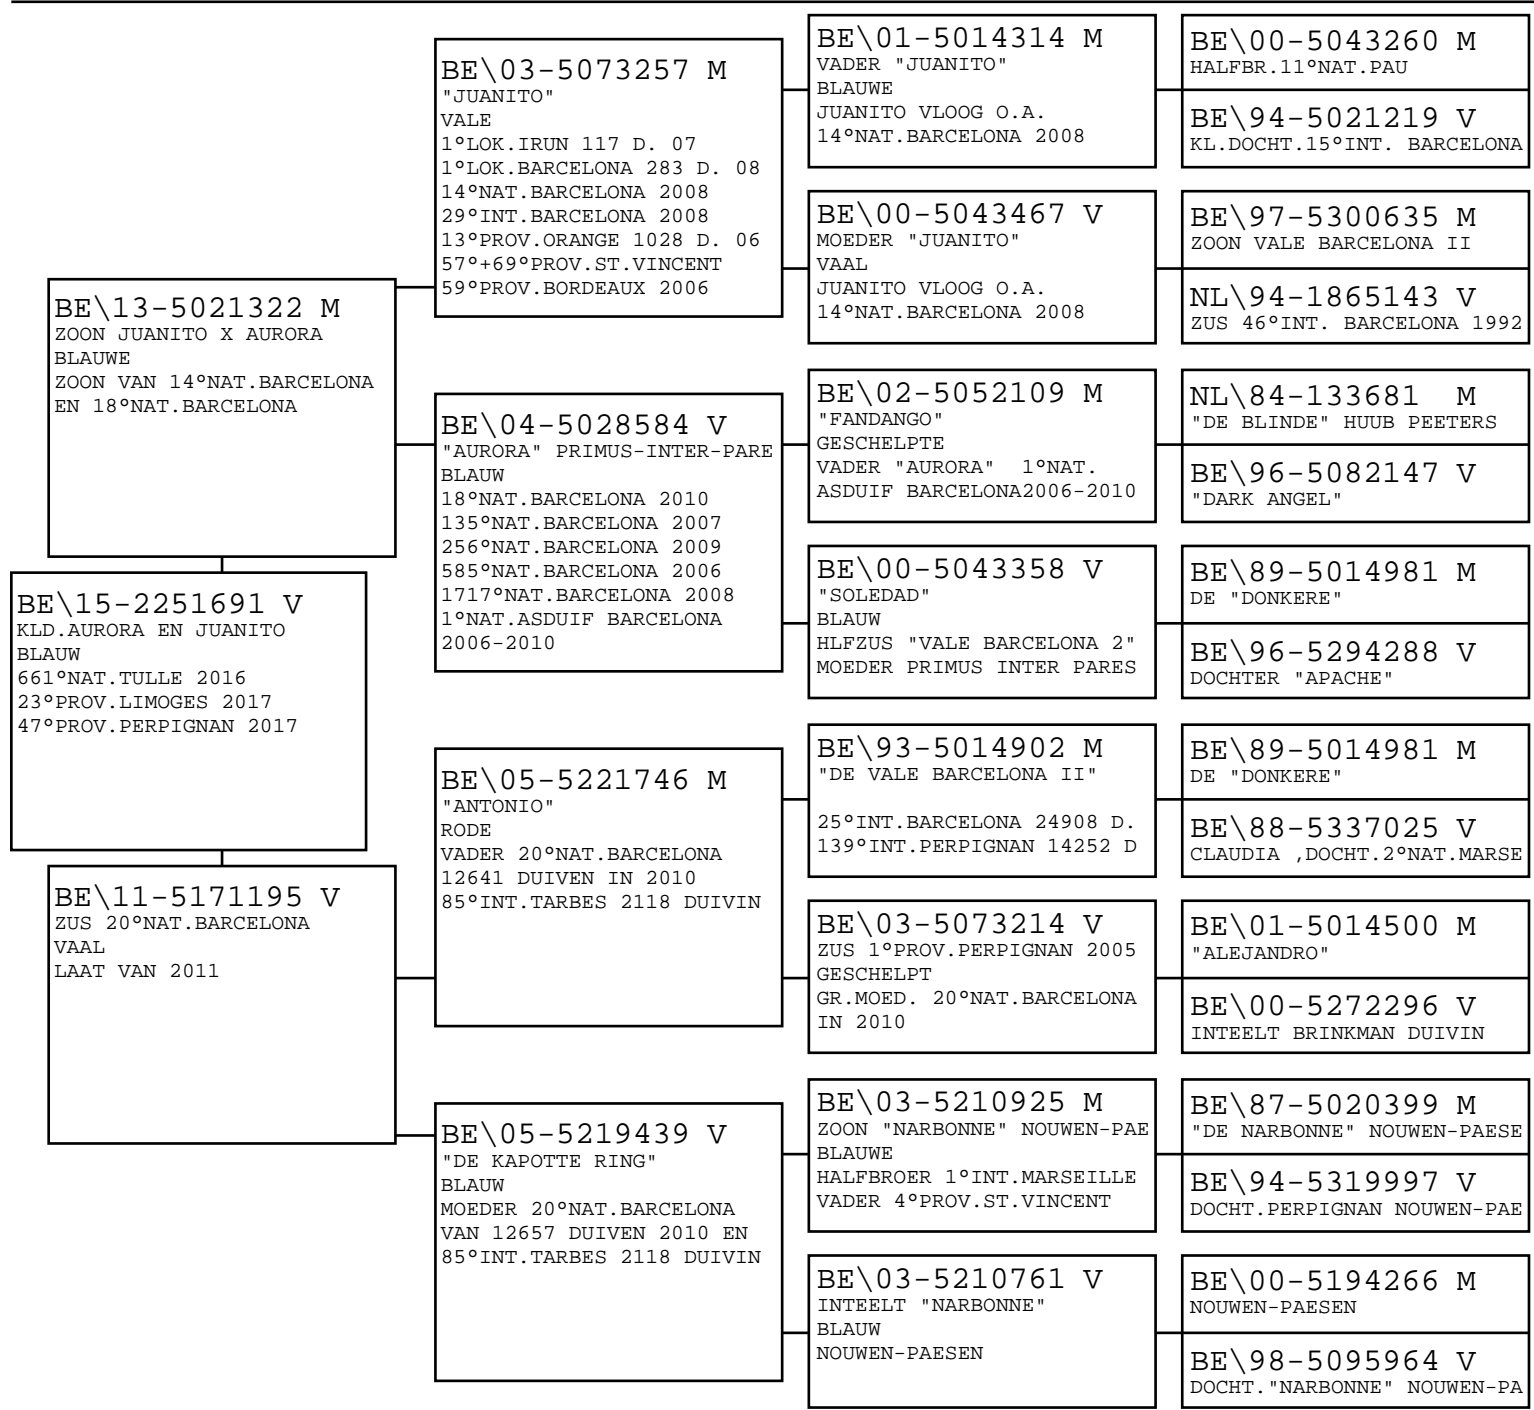 BE\15-2251691 V
KLD.AURORA EN JUANITO
BLAUW
661°NAT.TULLE 2016
23°PROV.LIMOGES 2017
47°PROV.PERPIGNAN 2017
BE\13-5021322 M
ZOON JUANITO X AURORA
BLAUWE
ZOON VAN 14°NAT.BARCELONA
EN 18°NAT.BARCELONA
BE\11-5171195 V
ZUS 20°NAT.BARCELONA
VAAL
LAAT VAN 2011
BE\03-5073257 M
"JUANITO"
VALE
1°LOK.IRUN 117 D. 07
1°LOK.BARCELONA 283 D. 08
14°NAT.BARCELONA 2008
29°INT.BARCELONA 2008
13°PROV.ORANGE 1028 D. 06
57°+69°PROV.ST.VINCENT
59°PROV.BORDEAUX 2006
BE\04-5028584 V
"AURORA" PRIMUS-INTER-PARE
BLAUW
18°NAT.BARCELONA 2010
135°NAT.BARCELONA 2007
256°NAT.BARCELONA 2009
585°NAT.BARCELONA 2006
1717°NAT.BARCELONA 2008
1°NAT.ASDUIF BARCELONA
2006-2010
BE\05-5221746 M
"ANTONIO"
RODE
VADER 20°NAT.BARCELONA
12641 DUIVEN IN 2010
85°INT.TARBES 2118 DUIVIN
BE\05-5219439 V
"DE KAPOTTE RING"
BLAUW
MOEDER 20°NAT.BARCELONA
VAN 12657 DUIVEN 2010 EN
85°INT.TARBES 2118 DUIVIN
BE\01-5014314 M
VADER "JUANITO"
BLAUWE
JUANITO VLOOG O.A.
14°NAT.BARCELONA 2008
BE\00-5043467 V
MOEDER "JUANITO"
VAAL
JUANITO VLOOG O.A.
14°NAT.BARCELONA 2008
BE\02-5052109 M
"FANDANGO"
GESCHELPTE
VADER "AURORA"  1°NAT.
ASDUIF BARCELONA2006-2010
BE\00-5043358 V
"SOLEDAD"
BLAUW
HLFZUS "VALE BARCELONA 2"
MOEDER PRIMUS INTER PARES
BE\93-5014902 M
"DE VALE BARCELONA II"
25°INT.BARCELONA 24908 D.
139°INT.PERPIGNAN 14252 D
BE\03-5073214 V
ZUS 1°PROV.PERPIGNAN 2005
GESCHELPT
GR.MOED. 20°NAT.BARCELONA
IN 2010
BE\03-5210925 M
ZOON "NARBONNE" NOUWEN-PAE
BLAUWE
HALFBROER 1°INT.MARSEILLE
VADER 4°PROV.ST.VINCENT
BE\03-5210761 V
INTEELT "NARBONNE"
BLAUW
NOUWEN-PAESEN
BE\00-5043260 M
HALFBR.11°NAT.PAU
BE\94-5021219 V
KL.DOCHT.15°INT. BARCELONA
BE\97-5300635 M
ZOON VALE BARCELONA II
NL\94-1865143 V
ZUS 46°INT. BARCELONA 1992
NL\84-133681  M
"DE BLINDE" HUUB PEETERS
BE\96-5082147 V
"DARK ANGEL"
BE\89-5014981 M
DE "DONKERE"
BE\96-5294288 V
DOCHTER "APACHE"
BE\89-5014981 M
DE "DONKERE"
BE\88-5337025 V
CLAUDIA ,DOCHT.2°NAT.MARSE
BE\01-5014500 M
"ALEJANDRO"
BE\00-5272296 V
INTEELT BRINKMAN DUIVIN
BE\87-5020399 M
"DE NARBONNE" NOUWEN-PAESE
BE\94-5319997 V
DOCHT.PERPIGNAN NOUWEN-PAE
BE\00-5194266 M
NOUWEN-PAESEN
BE\98-5095964 V
DOCHT."NARBONNE" NOUWEN-PA